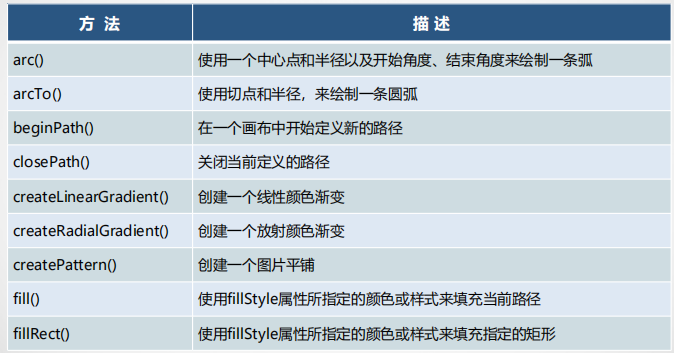 方 法 描 述
arc() 使用一个中心点和半径以及开始角度、结束角度来绘制一条弧
arcTo() 使用切点和半径，来绘制一条圆弧
beginPath() 在一个画布中开始定义新的路径
closePath() 关闭当前定义的路径
createLinearGradient() 创建一个线性颜色渐变
createRadialGradient() 创建一个放射颜色渐变
createPattern() 创建一个图片平铺
fill() 使用fillStyle属性所指定的颜色或样式来填充当前路径
fillRect() 使用fillStyle属性所指定的颜色或样式来填充指定的矩形